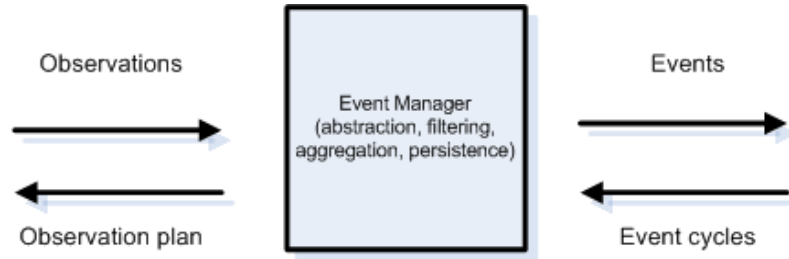 Observations
Events
Event Manager
(abstraction, filtering,
aggregation, persistence)
Observation plan
Event cycles